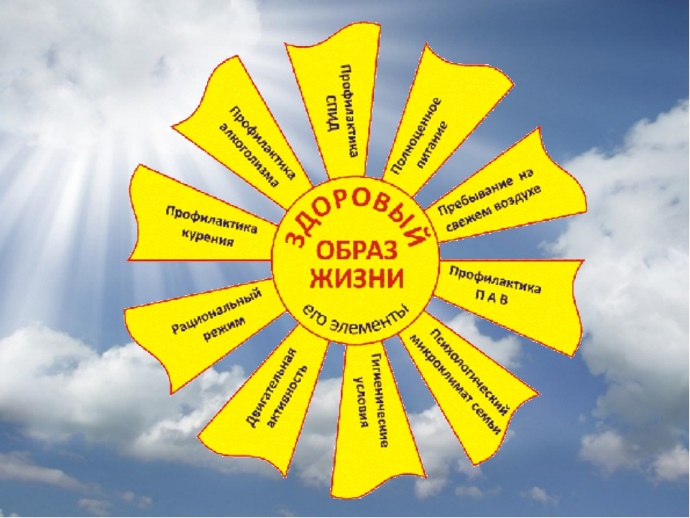 ЗДОРОВЫЙ
ОБРАЗ
ЖИЗНИ
его элементы
Профилактика
СПИД
Полноценное
питание
Пребывание на
свежем воздухе
Профилактика
П А В
Психологический
микроклимат семьи
Гигиенические
условия
Двигательная
активность
Рациональный
режим
Профилактика
курения
Профилактика
алкоголизма